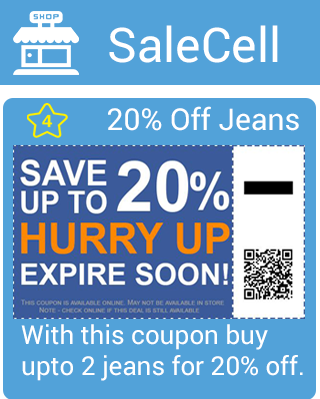 SHOP
SaleCell
4
20% Off Jeans
SAVE
UP TO 20%
HURRY UP
EXPIRE SOON!
THIS COUPON IS AVAILABLE ONLINE. MAY NOT BE AVAILABLE IN STORE
NOTE - CHECK ONLINE IF THIS DEAL IS STILL AVAILABLE
With this coupon buy
upto 2 jeans for 20% off.